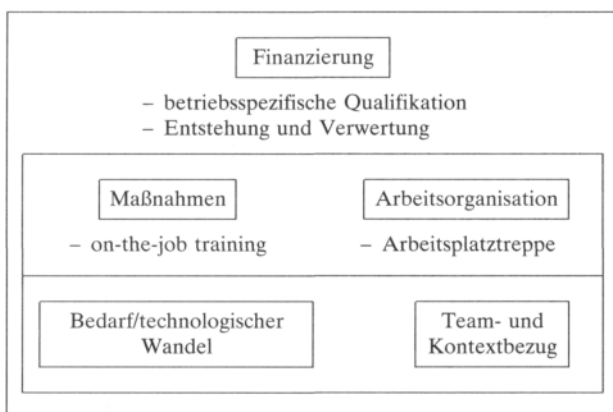 Finanzierung
– betriebsspezifische Qualifikation
– Entstehung und Verwertung
Maßnahmen
– on-the-job training
Arbeitsorganisation
– Arbeitsplatztreppe
Bedarf/technologischer
Wandel
Team- und
Kontextbezug